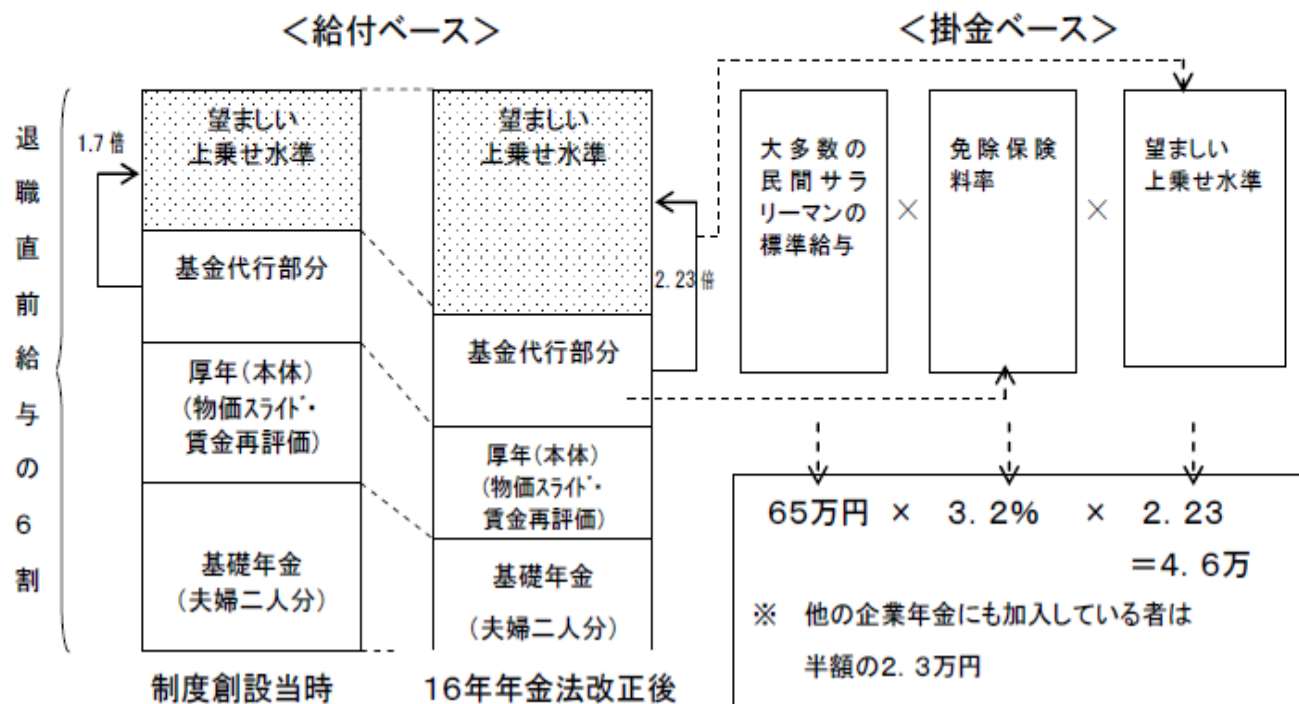 <給付ベース>
<掛金ベース>
退職直前給与の6割
1.7倍
望ましい
上乗せ水準
基金代行部分
厚年(本体)
(物価スライド・
賃金再評価)
基礎年金
(夫婦二人分)
制度創設当時
望ましい
上乗せ水準
2.23倍
基金代行部分
厚年(本体)
(物価スライド・
賃金再評価)
基礎年金
(夫婦二人分)
16年年金法改正後
大多数の
民間サラ
リーマンの
標準給与
×
免除保険
料率
×
望ましい
上乗せ水準
65万円 × 3.2% × 2.23
=4.6万
※ 他の企業年金にも加入している者は
半額の2.3万円